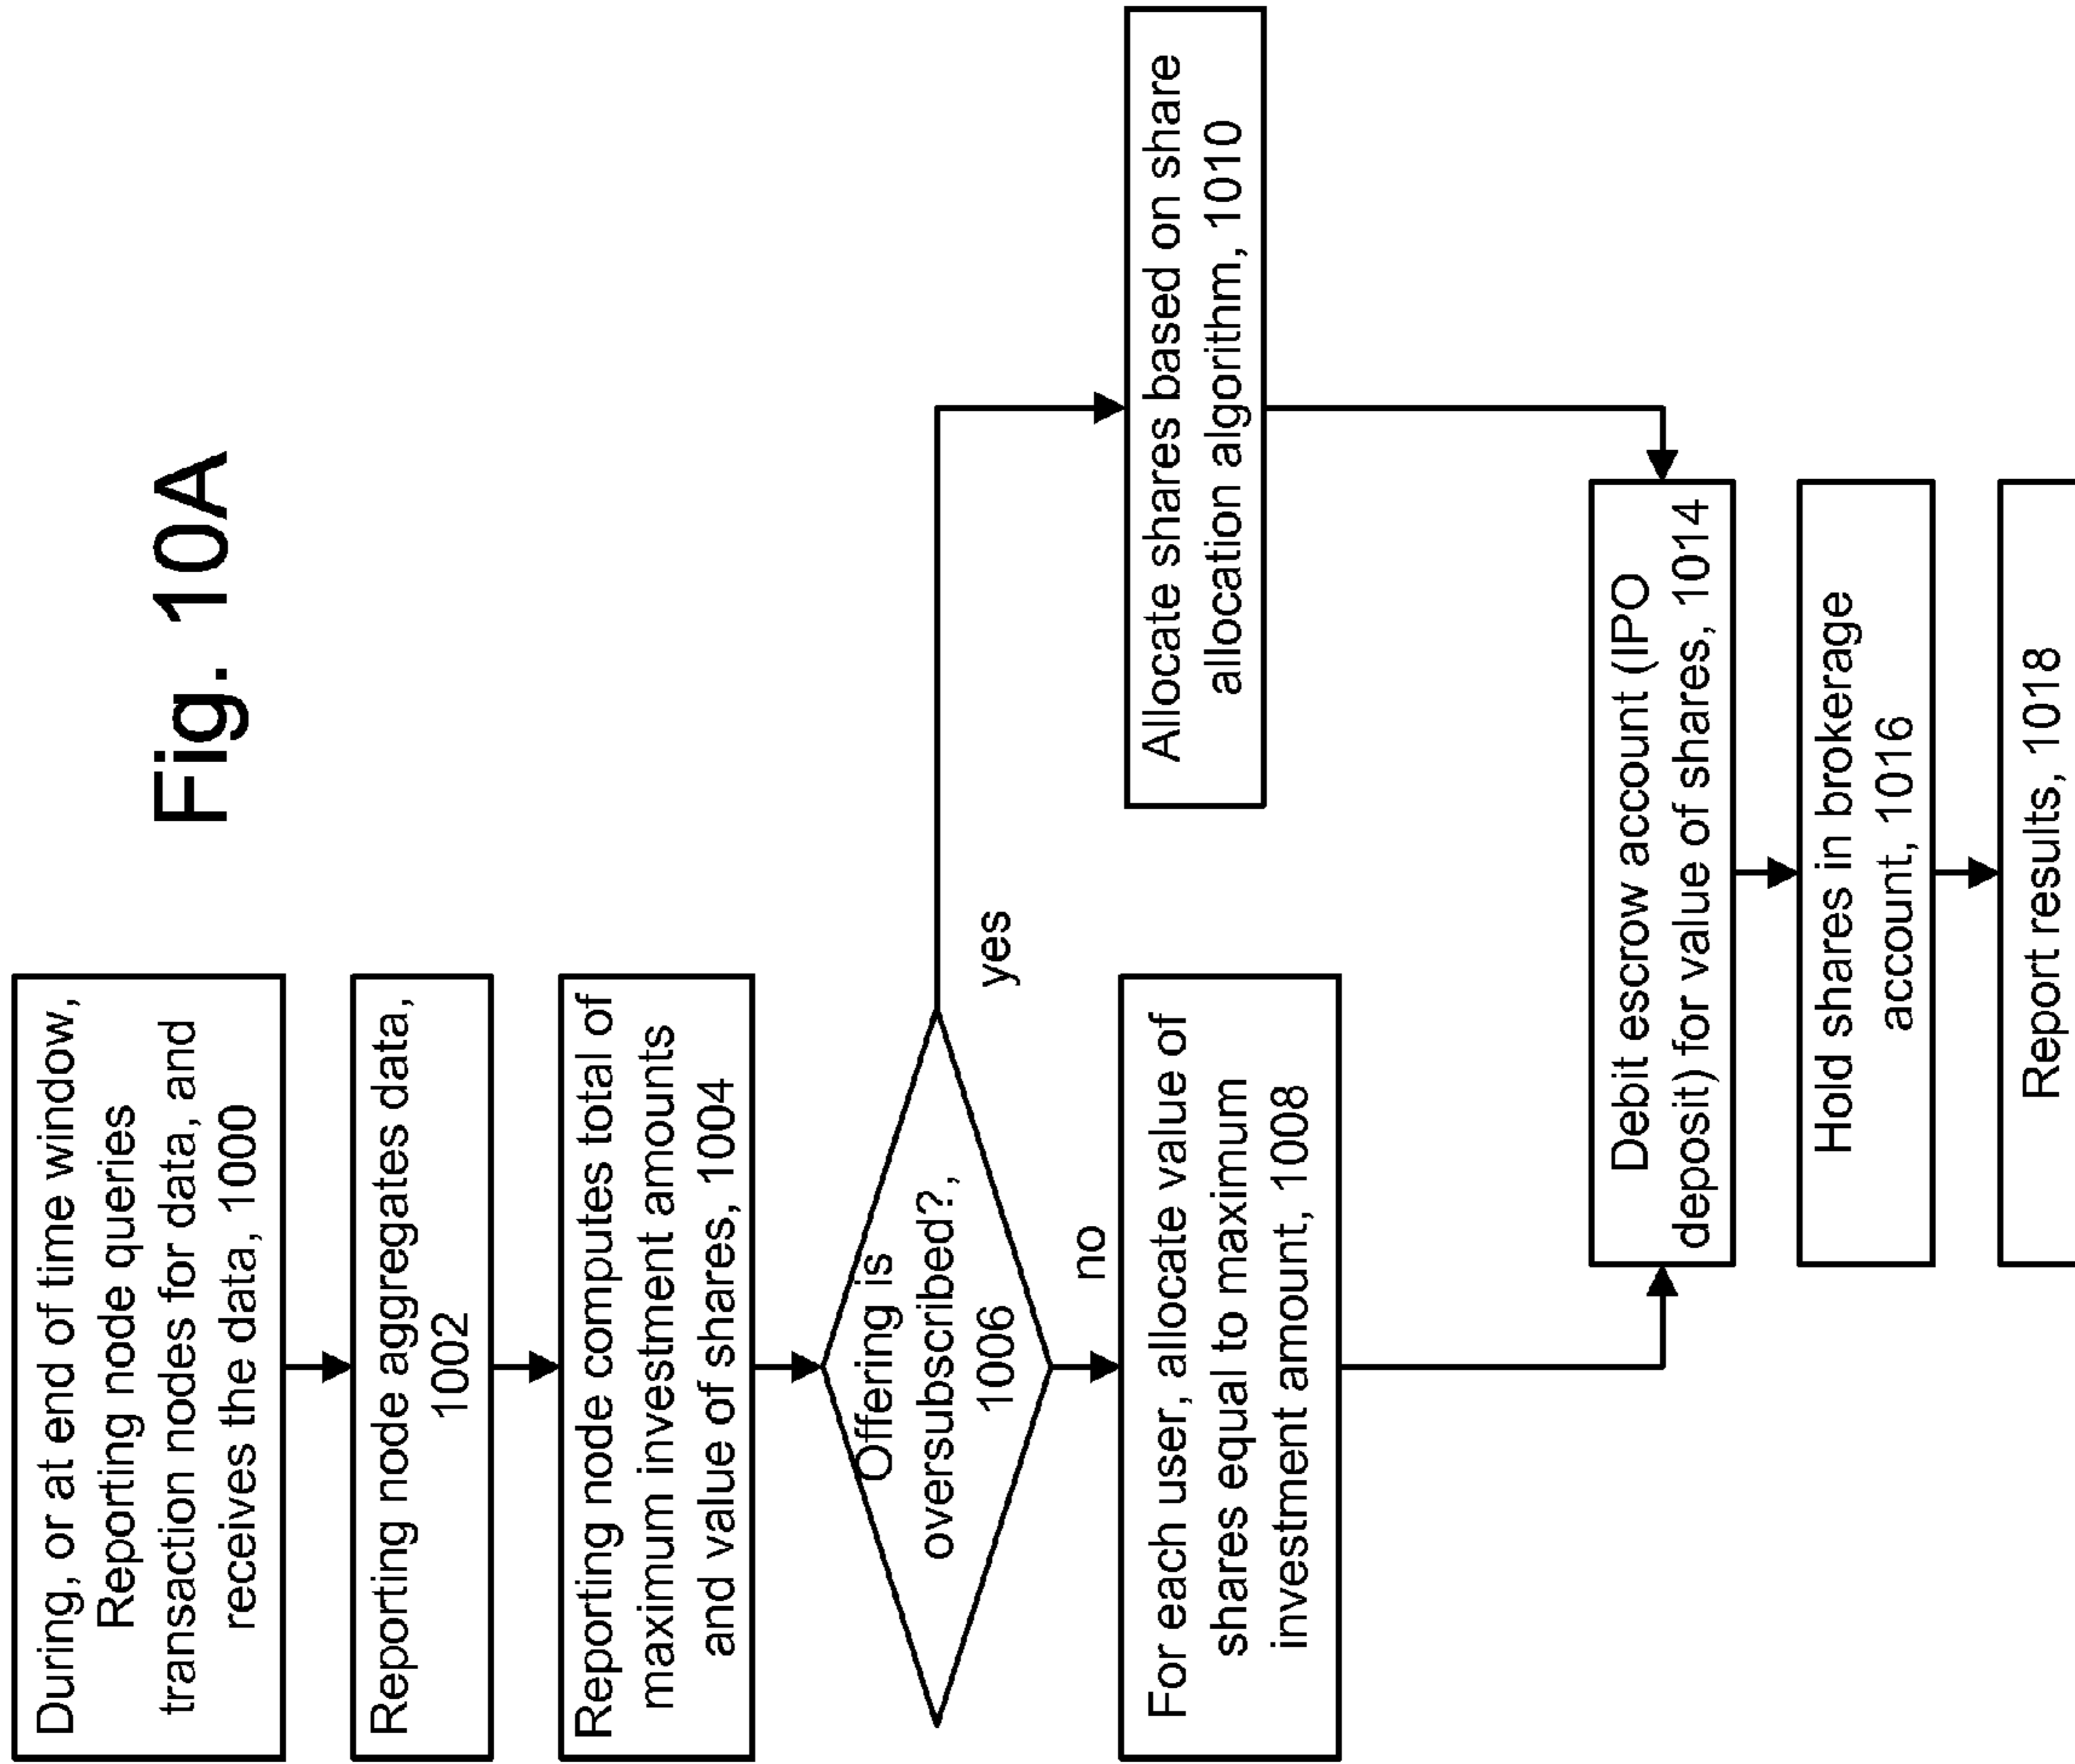 Fig. 10A
During, or at end of time window,
Reporting node queries
transaction nodes for data, and
receives the data, 1000
Reporting node aggregates data,
1002
Reporting node computes total of
maximum investment amounts
and value of shares, 1004
Offering is
oversubscribed?,
1006
yes
no
For each user, allocate value of
shares equal to maximum
investment amount, 1008
Allocate shares based on share
allocation algorithm, 1010
Debit escrow account (IPO
deposit) for value of shares, 1014
Hold shares in brokerage
account, 1016
Report results, 1018